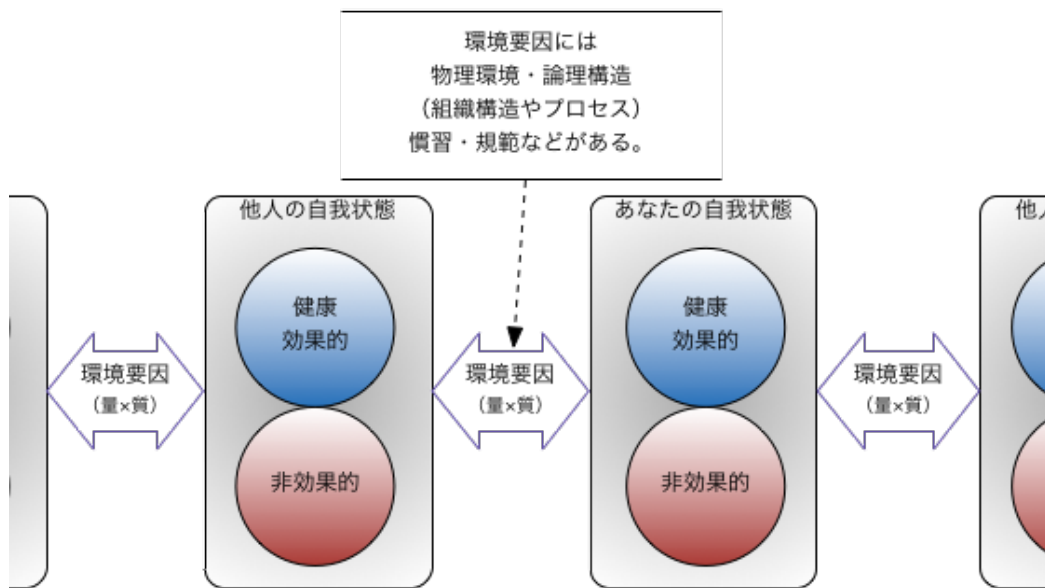 環境要因には
物理環境・論理構造
（組織構造やプロセス）
慣習・規範などがある。
他人の自我状態
あなたの自我状態
他人
健康
効果的
健康
効果的
環境要因
（量×質）
環境要因
（量×質）
環境要因
（量×質）
非効果的
非効果的